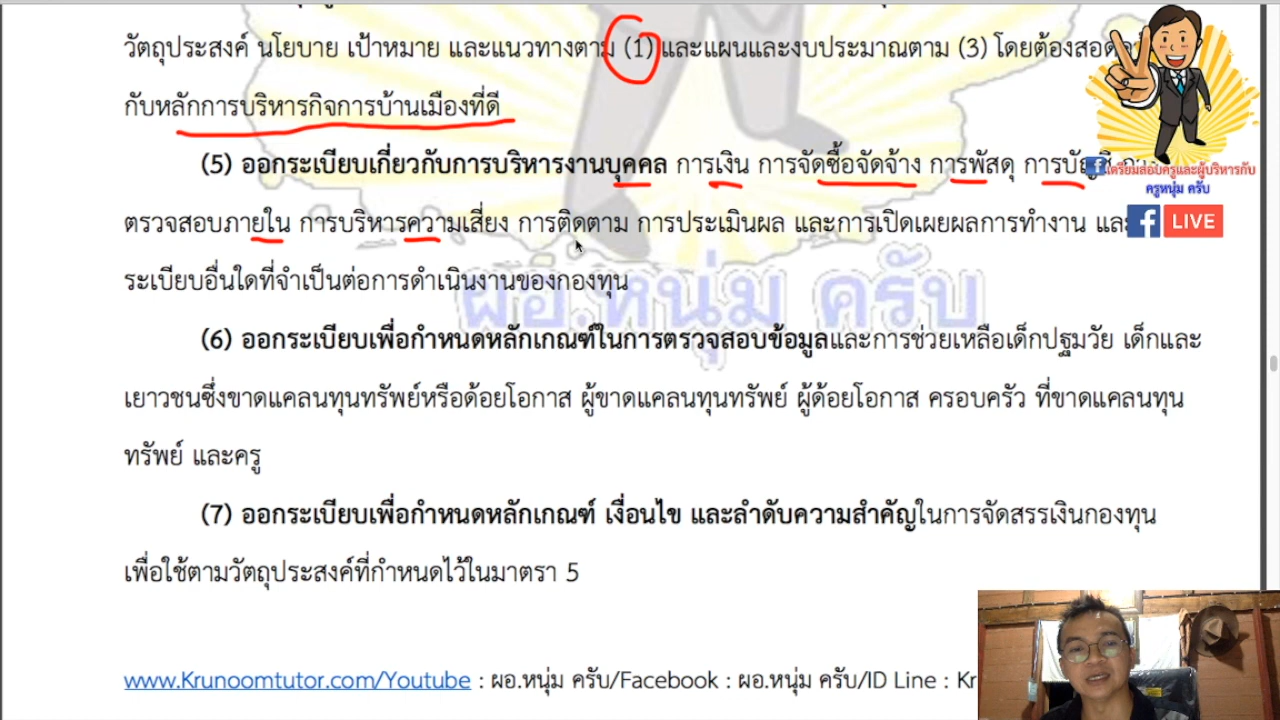 วัตถุประสงค์ นโยบาย เป้าหมาย และแนวทางตาม (1) และแผนและงบประมาณตาม (3) โดยต้อง
กับหลักการบริหารกิจการบ้านเมืองที่ดี
(5) ออกระเบียบเกี่ยวกับการบริหารงานบุคคล การเงิน การจัดซื้อจัดจ้าง การพัสดุ
ตรวจสอบภายใน การบริหารความเสี่ยง การติดตาม การประเมินผล และการเปิดเผยผลการทำงาน
ระเบียบอื่นใดที่จำเป็นต่อการดำเนินงานของกองทุน
(6) ออกระเบียบเพื่อกำหนดหลักเกณฑ์ในการตรวจสอบข้อมูลและการช่วยเหลือเด็กปฐมวัย เด็กและ
เยาวชนซึ่งขาดแคลนทุนทรัพย์หรือด้อยโอกาส ผู้ขาดแคลนทุนทรัพย์ ผู้ด้อยโอกาส ครอบครัว ที่ขาดแคลนทุน
ทรัพย์ และครู
(7) ออกระเบียบเพื่อกำหนดหลักเกณฑ์ เงื่อนไข และลำดับความสำคัญในการจัดสรรเงินกองทุน
เพื่อใช้ตามวัตถุประสงค์ที่กำหนดไว้ในมาตรา 5
www.Krunoomtutor.com/Youtube : ผอ.หนุ่ม ครับ/Facebook : ผอ.หนุ่ม ครับ/ID Line :
ผอ.หนุ่ม ครับ
เตรียมสอบครูและผู้บริหารกับ
ครูหนุ่ม ครับ
LIVE